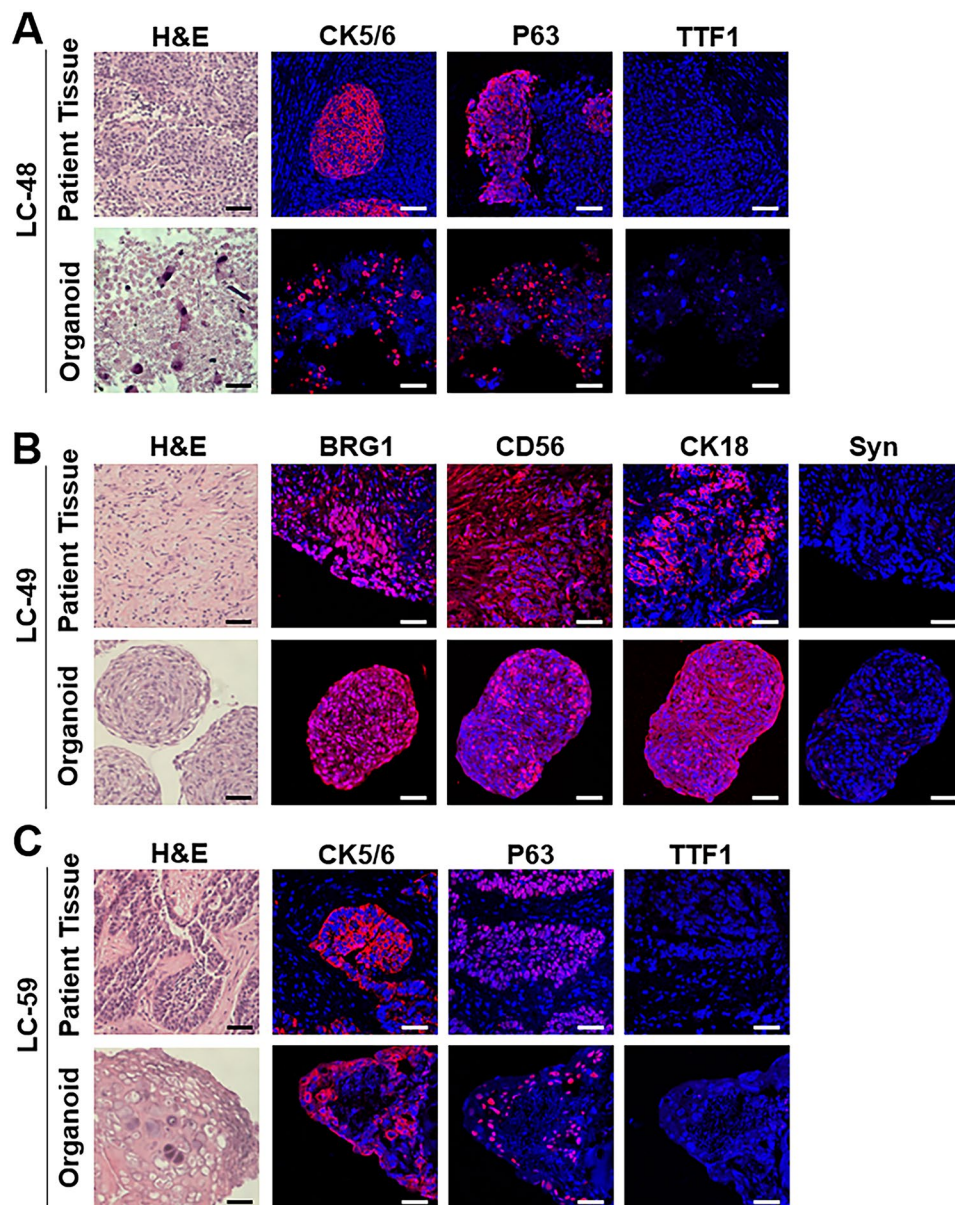 A
H&E CK5/6 P63 TTF1
LC-48
Patient Tissue
Organoid
B
H&E BRG1 CD56 CK18 Syn
LC-49
Patient Tissue
Organoid
C
H&E CK5/6 P63 TTF1
LC-59
Patient Tissue
Organoid